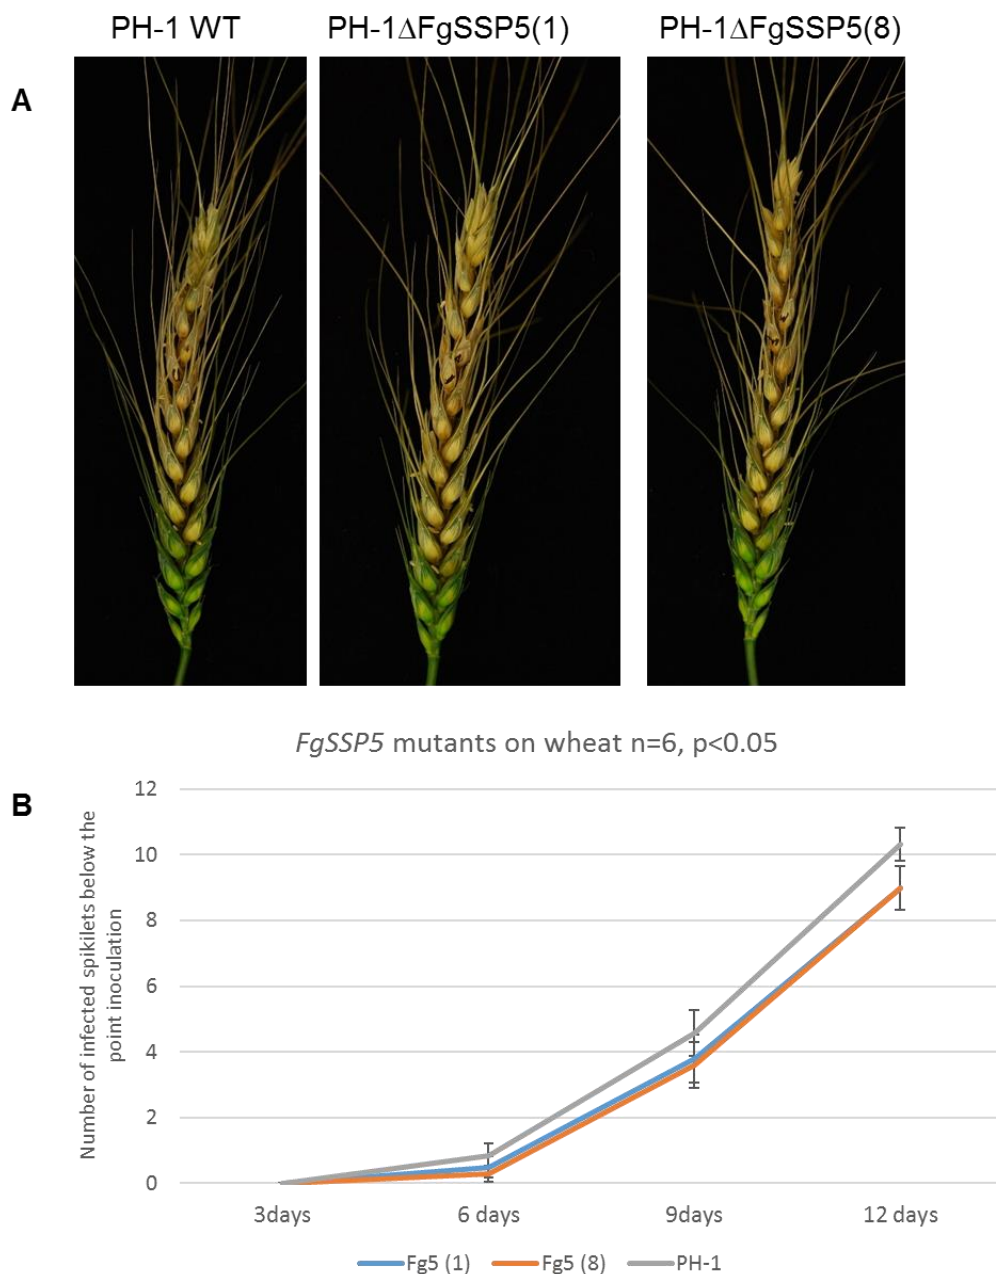 PH-1 WT
PH-1ΔFgSSP5(1)
PH-1ΔFgSSP5(8)
A
FgSSP5 mutants on wheat n=6, p<0.05
B
Number of infected spikilets below the
point inoculation
12
10
8
6
4
2
0
3days
6 days
9days
12 days
Fg5 (1)
Fg5 (8)
PH-1